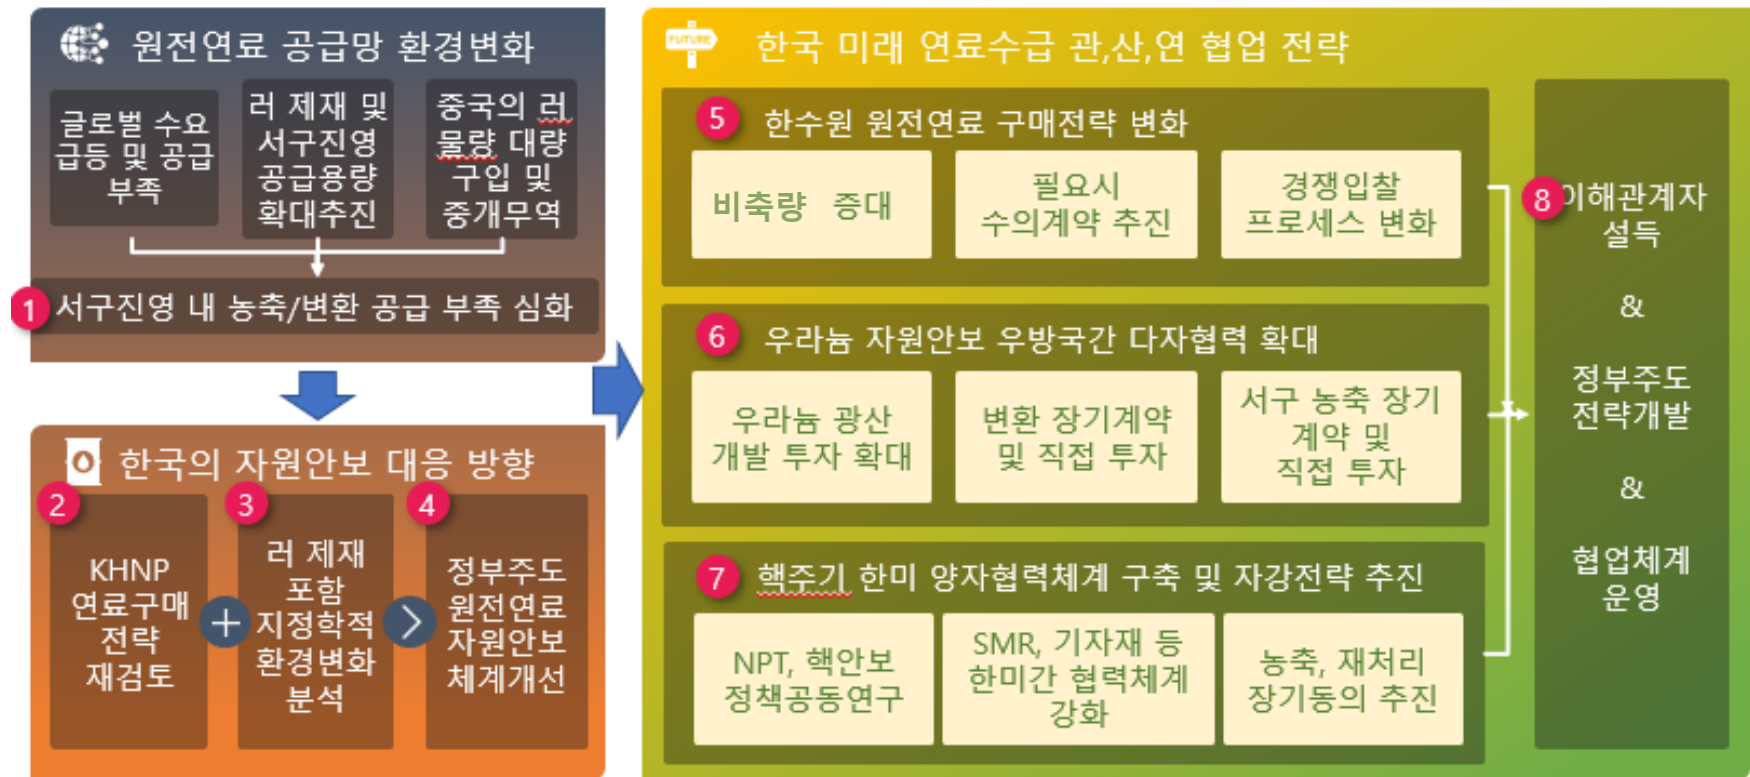 원전연료 공급망 환경변화
글로벌 수요
급등 및 공급
부족
러 제재 및
서구진영
공급용량
확대추진
중국의 러
물량 대량
구입 및
중개무역
1
서구진영 내 농축/변환 공급 부족 심화
한국의 자원안보 대응 방향
2
KHNP
연료구매
전략
재검토
3
러 제재
포함
지정학적
환경변화
분석
4
정부주도
원전연료
자원안보
체계개선
FUTURE
한국 미래 연료수급 관,산,연 협업 전략
5
한수원 원전연료 구매전략 변화
비축량 증대
필요시
수의계약 추진
경쟁입찰
프로세스 변화
6
우라늄 자원안보 우방국간 다자협력 확대
우라늄 광산
개발 투자 확대
변환 장기계약
및 직접 투자
서구 농축 장기
계약 및
직접 투자
7
핵주기 한미 양자협력체계 구축 및 자강전략 추진
NPT, 핵안보
정책공동연구
SMR, 기자재 등
한미간 협력체계
강화
농축, 재처리
장기동의 추진
8
이해관계자
설득
&
정부주도
전략개발
&
협업체계
운영